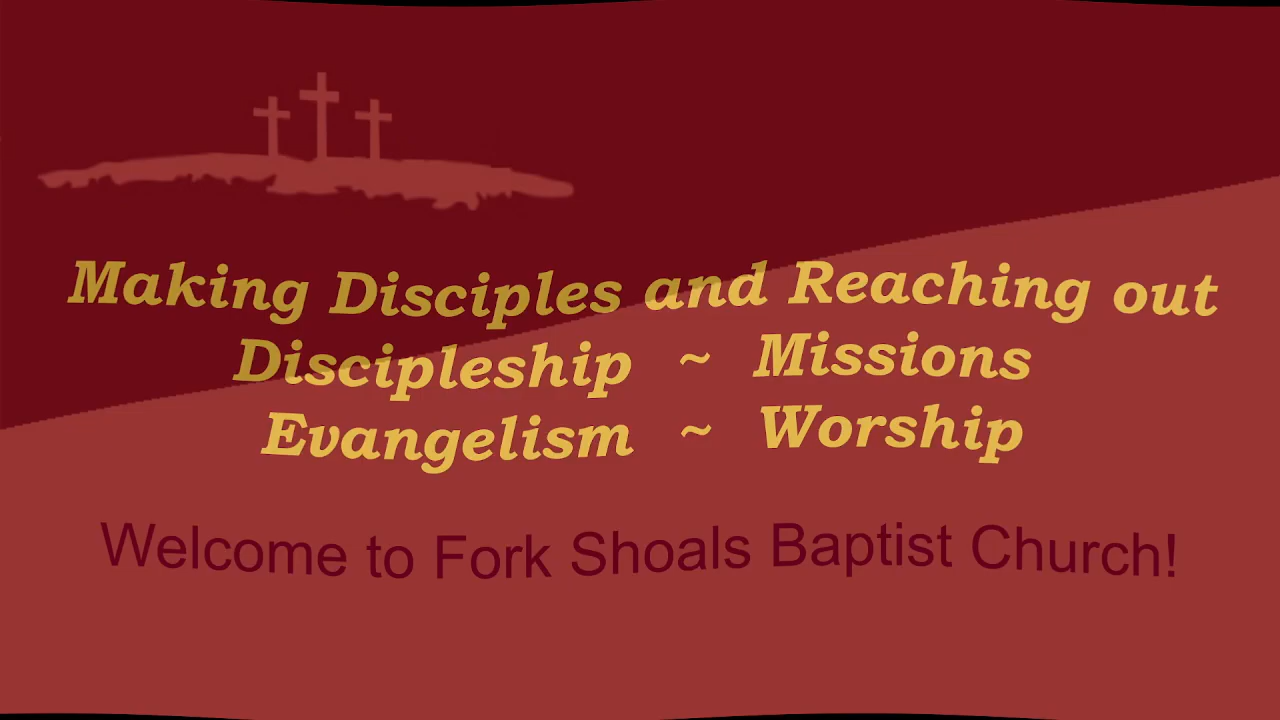 Making Disciples and Reaching out
Discipleship ~ Missions
Evangelism ~ Worship
Welcome to Fork Shoals Baptist Church!